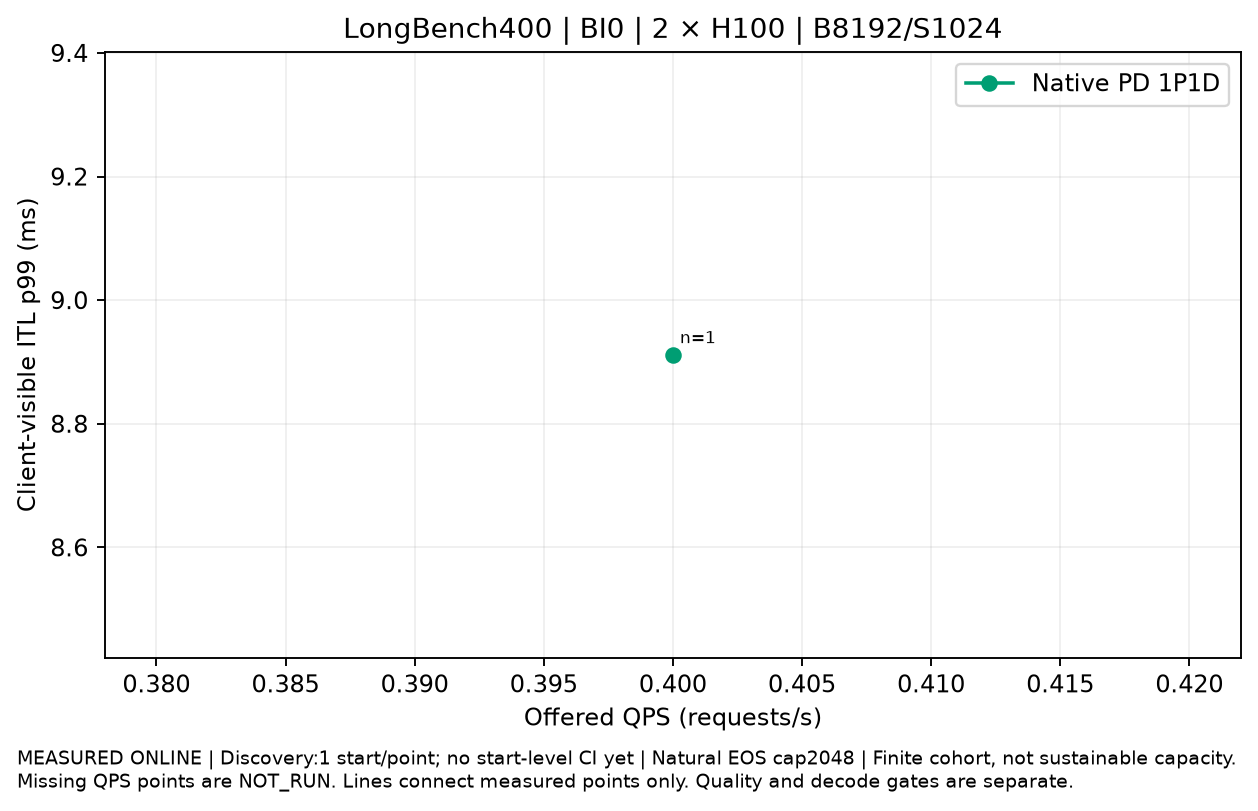 LongBench400 | BI0 | 2 × H100 | B8192/S1024
Native PD 1P1D
Client-visible ITL p99 (ms)
9.4
9.2
9.0
8.8
8.6
n=1
0.380 0.385 0.390 0.395 0.400 0.405 0.410 0.415 0.420
Offered QPS (requests/s)
MEASURED ONLINE | Discovery:1 start/point; no start-level CI yet | Natural EOS cap2048 | Finite cohort, not sustainable capacity.
Missing QPS points are NOT_RUN. Lines connect measured points only. Quality and decode gates are separate.